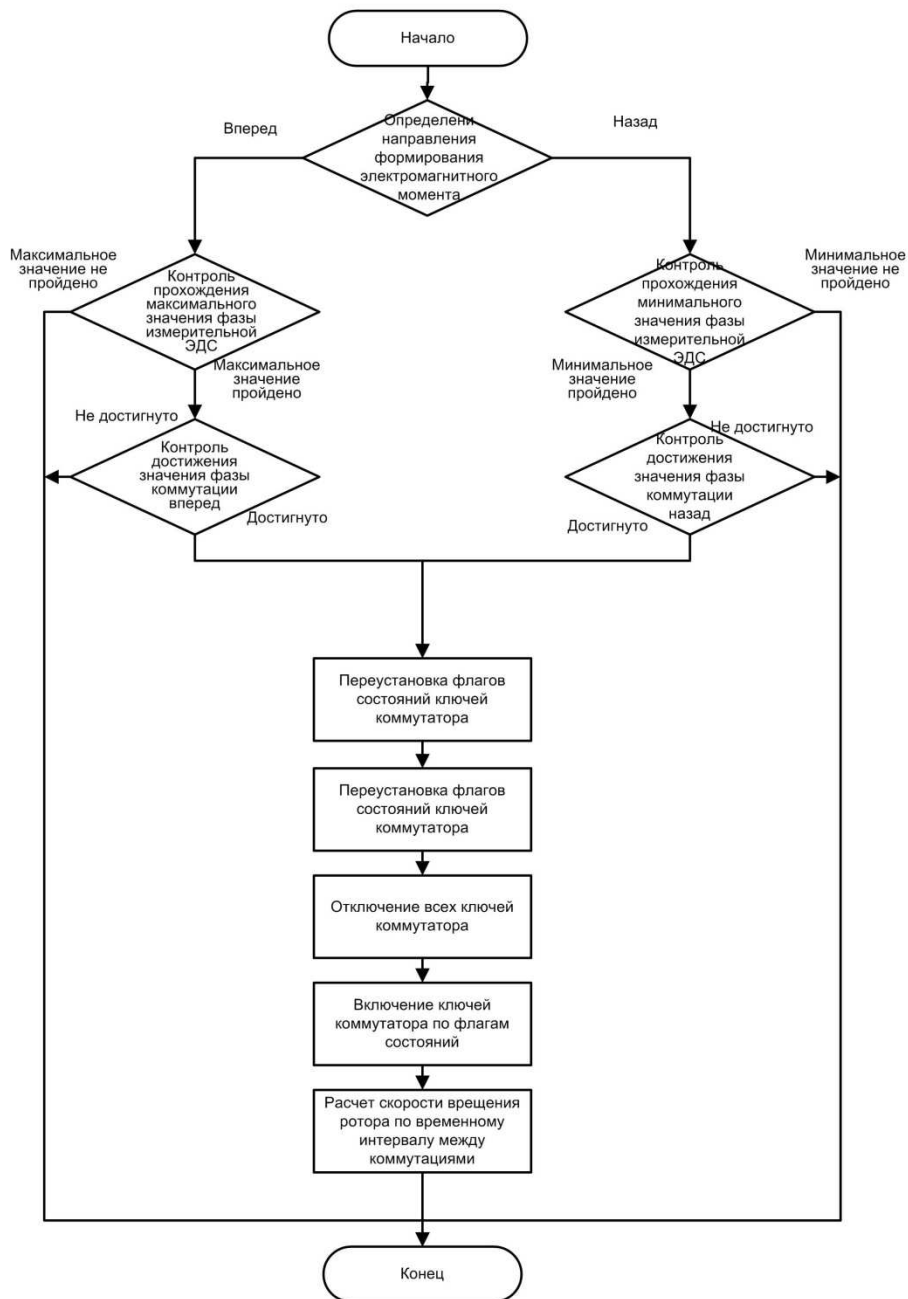 Начало
Определени
направления
формирования
электромагнитного
момента
Вперед
Назад
Максимальное
значение не
пройдено
Контроль
прохождения
максимального
значения фазы
измерительной
ЭДС
Контроль
прохождения
минимального
значения фазы
измерительной
ЭДС
Минимальное
значение не
пройдено
Максимальное
значение
пройдено
Минимальное
значение
пройдено
Не достигнуто
Контроль
достижения
значения фазы
коммутации
вперед
Достигнуто
Не достигнуто
Контроль
достижения
значения фазы
коммутации
назад
Достигнуто
Переустановка флагов
состояний ключей
коммутатора
Переустановка флагов
состояний ключей
коммутатора
Отключение всех ключей
коммутатора
Включение ключей
коммутатора по флагам
состояний
Расчет скорости врещения
ротора по временному
интервалу между
коммутациями
Конец